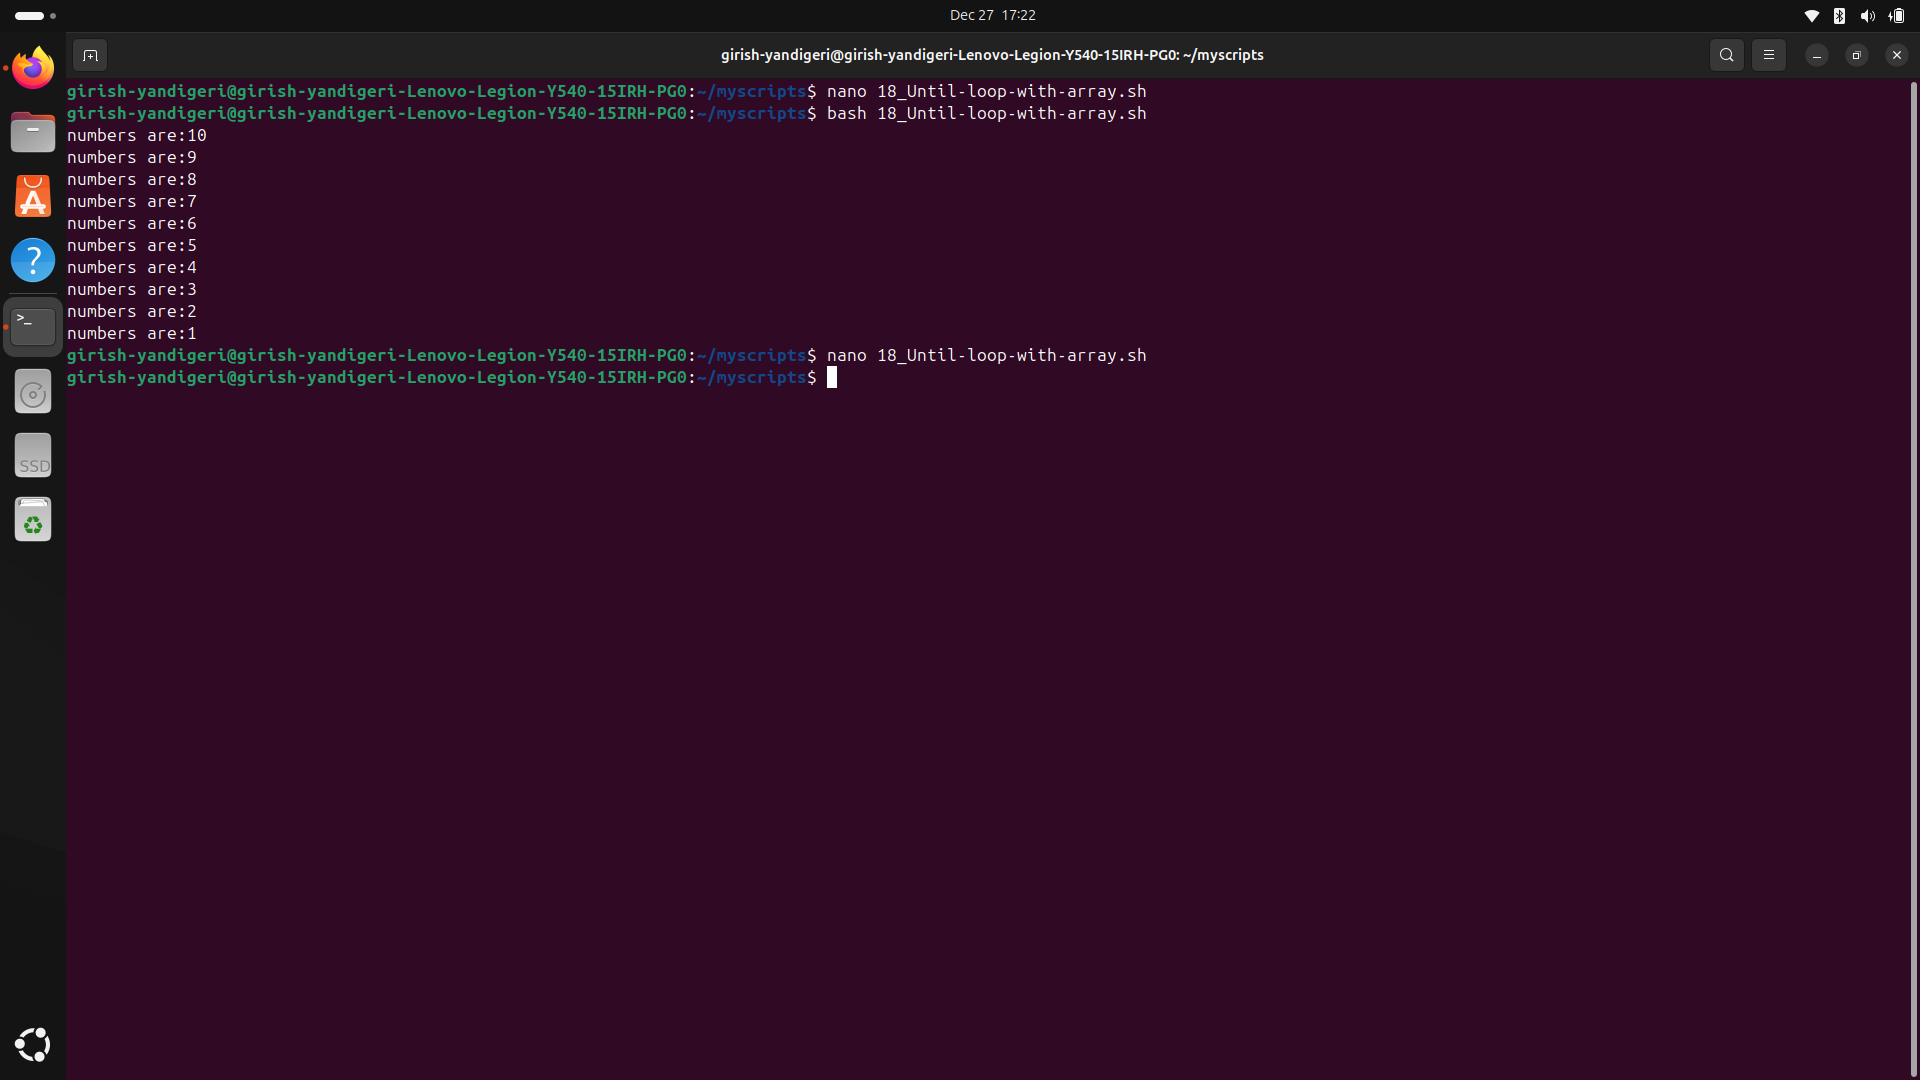 Dec 27 17:22
girish-yandigeri@girish-yandigeri-Lenovo-Legion-Y540-15IRH-PG0: ~/myscripts
girish-yandigeri@girish-yandigeri-Lenovo-Legion-Y540-15IRH-PG0:~/myscripts$ nano 18_Until-loop-with-array.sh
girish-yandigeri@girish-yandigeri-Lenovo-Legion-Y540-15IRH-PG0:~/myscripts$ bash 18_Until-loop-with-array.sh
numbers are:10
numbers are:9
numbers are:8
numbers are:7
numbers are:6
numbers are:5
numbers are:4
numbers are:3
numbers are:2
numbers are:1
girish-yandigeri@girish-yandigeri-Lenovo-Legion-Y540-15IRH-PG0:~/myscripts$ nano 18_Until-loop-with-array.sh
girish-yandigeri@girish-yandigeri-Lenovo-Legion-Y540-15IRH-PG0:~/myscripts$
SSD